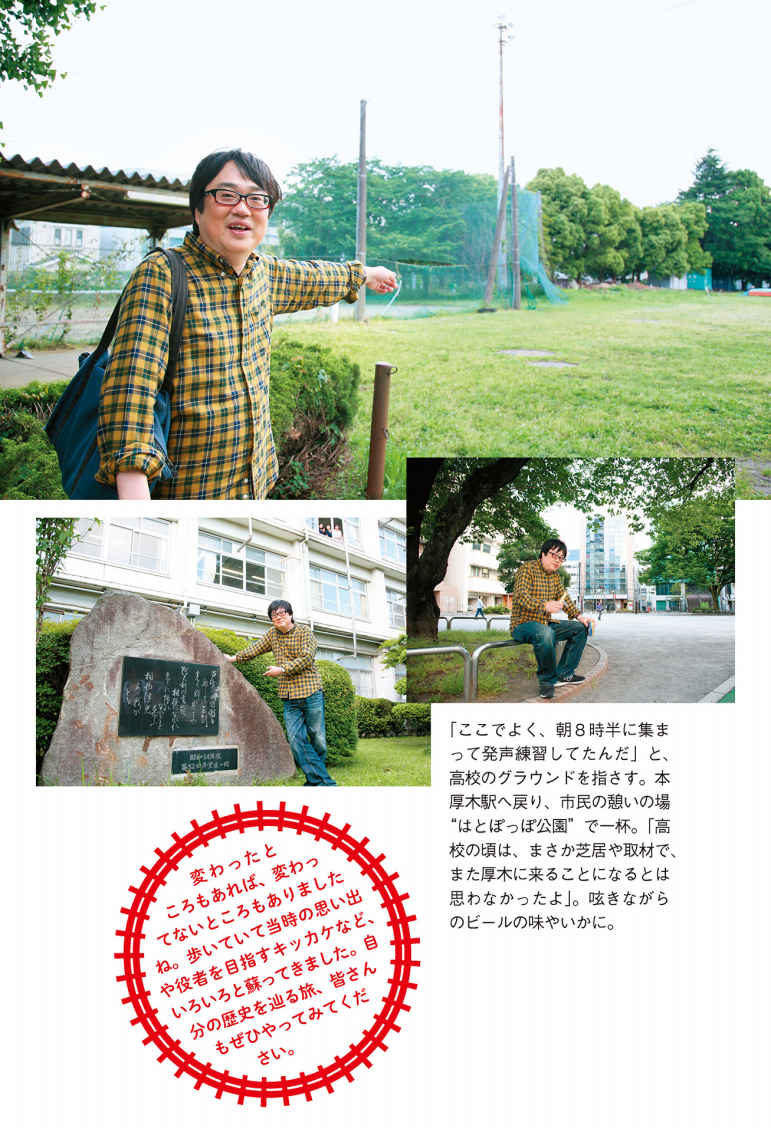 「ここでよく、朝８時半に集ま
って発声練習してたんだ」と、
高校のグラウンドを指さす。本
厚木駅へ戻り、市民の憩いの場
“はとぽっぽ公園”で一杯。「高
校の頃は、まさか芝居や取材で、
また厚木に来ることになるとは
思わなかったよ」。呟きながら
のビールの味やいかに。
変わったと
ころもあれば、変わっ
てないところもありました
ね。歩いていて当時の思い出
や役者を目指すキッカケなど、
いろいろと蘇ってきました。自
分の歴史を辿る旅、皆さん
もぜひやってみてくだ
さい。